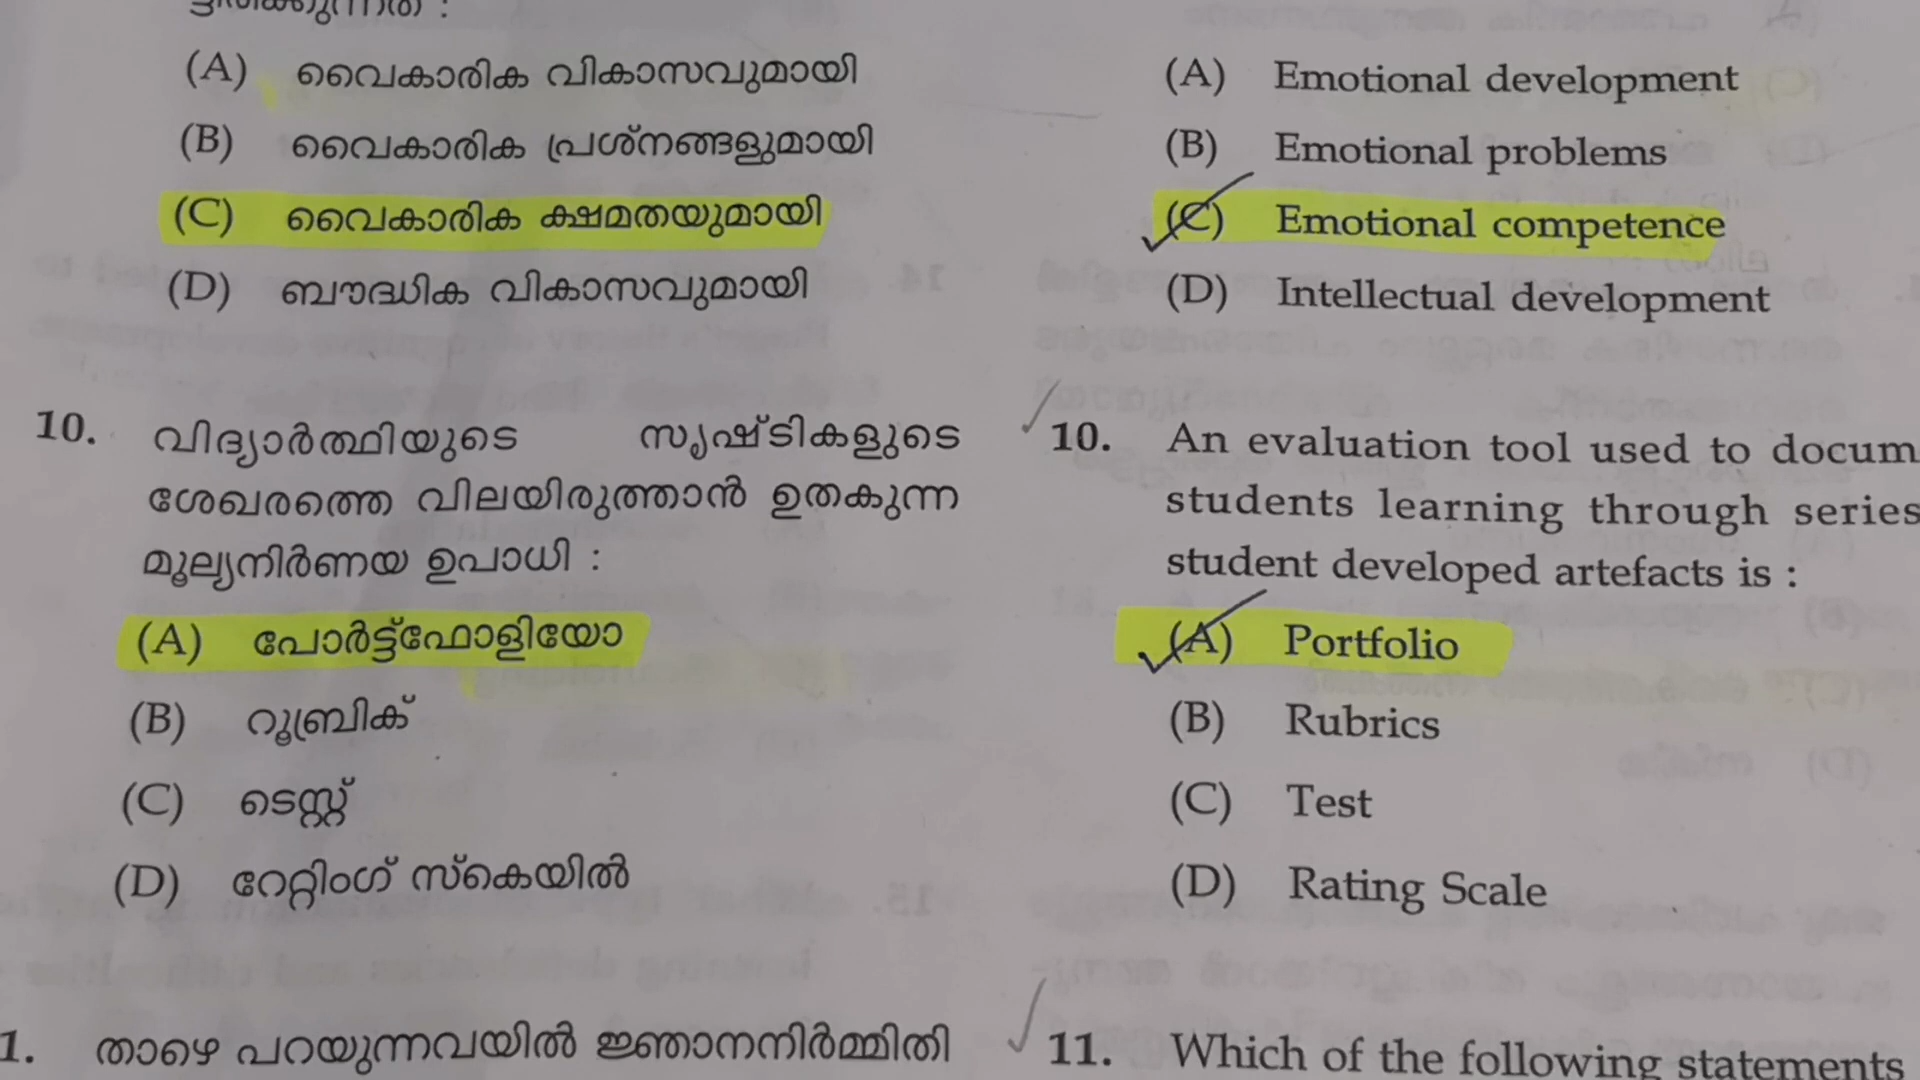 (A) വൈകാരിക വികാസവുമായി
(B) വൈകാരിക പ്രശ്നങ്ങളുമായി
(C) വൈകാരിക ക്ഷമതയുമായി
(D) ബൗദ്ധിക വികാസവുമായി
10. വിദ്യാർത്ഥിയുടെ സൃഷ്ടികളുടെ
ശേഖരത്തെ വിലയിരുത്താൻ ഉതകുന്ന
മൂല്യനിർണയ ഉപാധി :
(A) പോർട്ട്ഫോളിയോ
(B) റൂബ്രിക്
(C) ടെസ്റ്റ്
(D) റേറ്റിംഗ് സ്കെയിൽ
1. താഴെ പറയുന്നവയിൽ ജ്ഞാനനിർമ്മിതി
(A) Emotional development
(B) Emotional problems
(C) Emotional competence
(D) Intellectual development
10. An evaluation tool used to docum
students learning through series
student developed artefacts is :
(A) Portfolio
(B) Rubrics
(C) Test
(D) Rating Scale
11. Which of the following statements